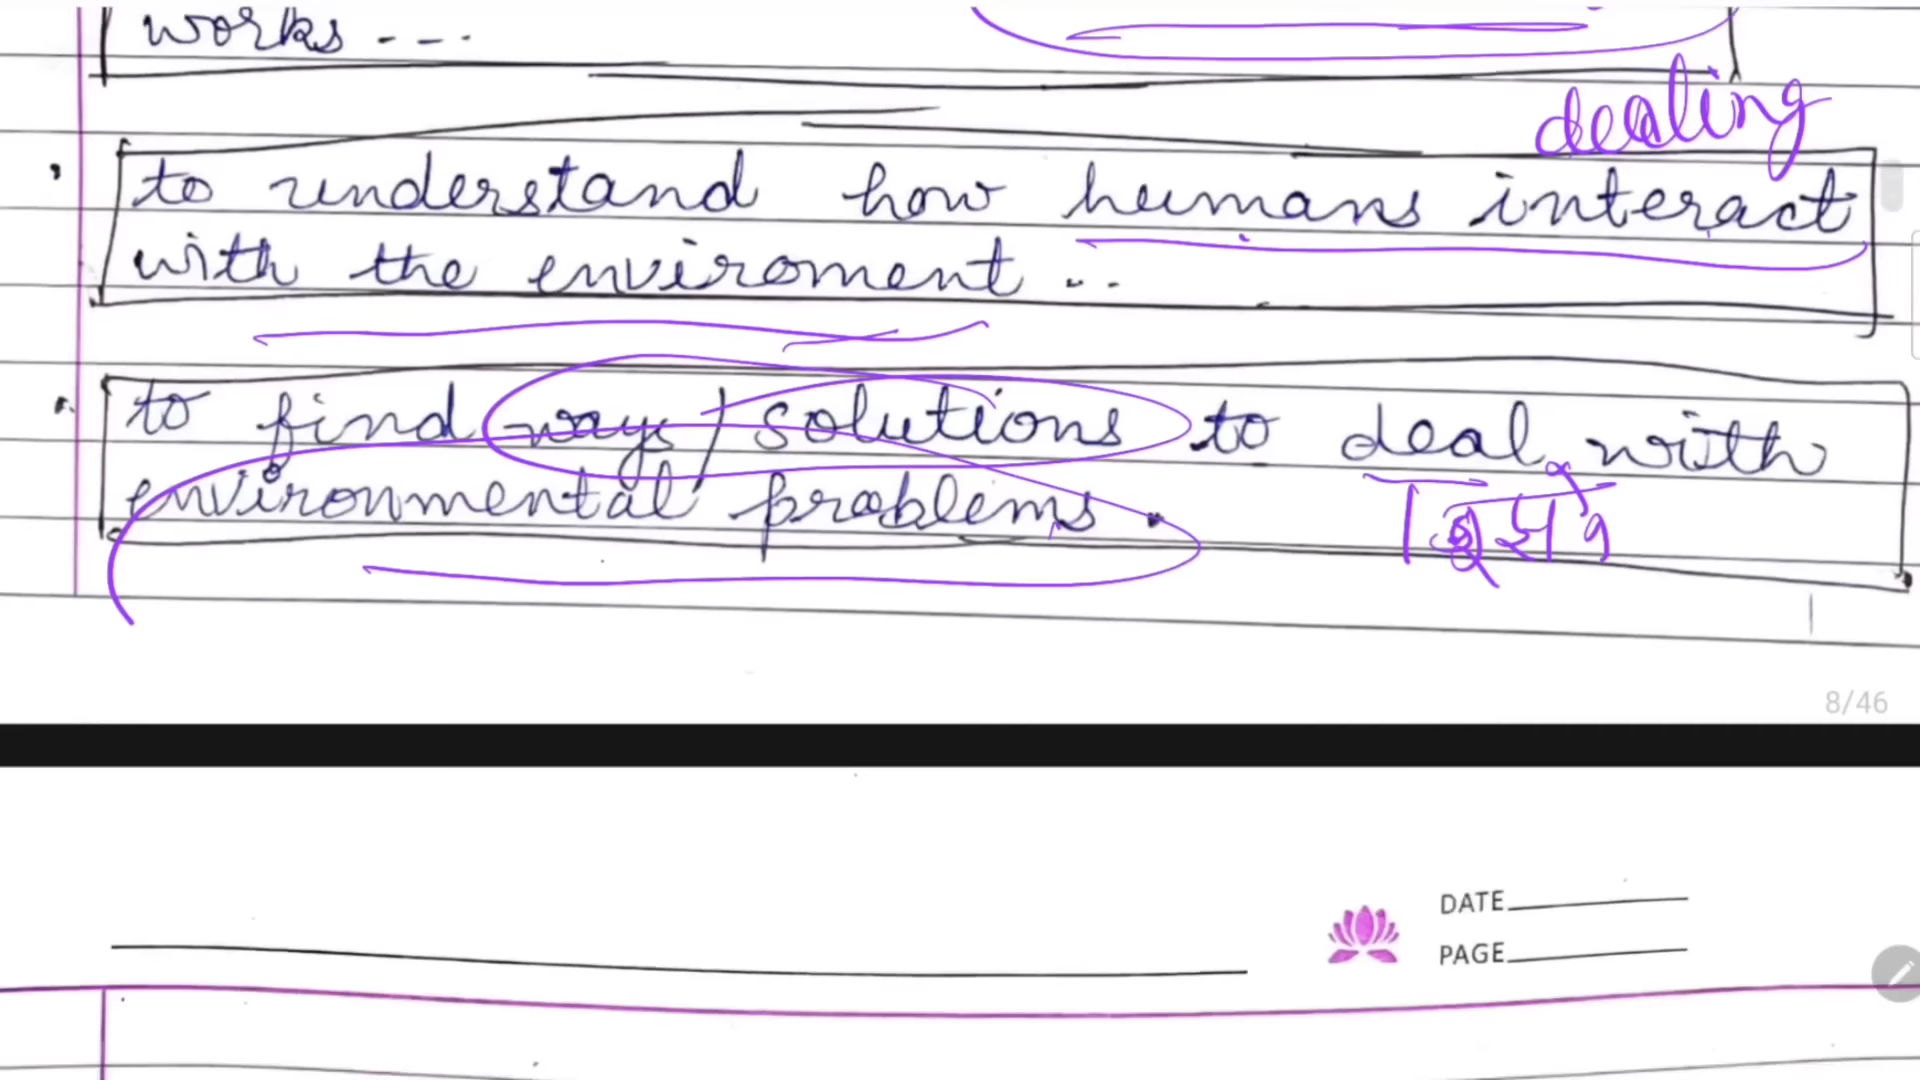 works ---.
dealing
to understand how humans interact
with the enviroment ...
to find ways / solutions to deal with
environmental problems.
8/46
DATE
PAGE